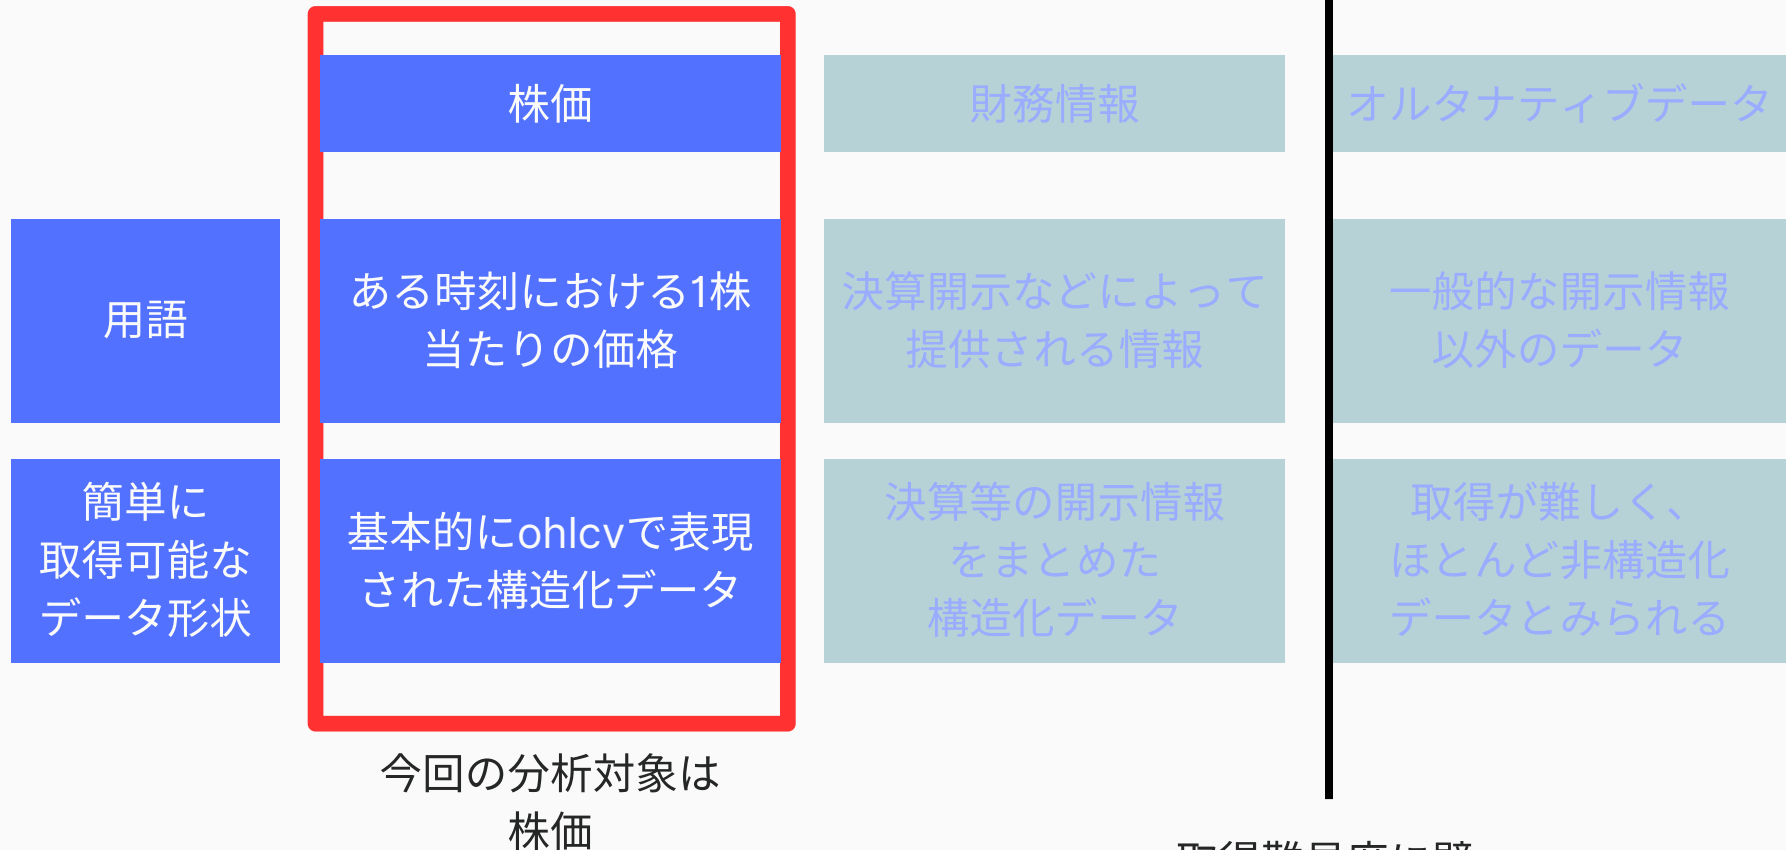 株価
財務情報
オルタナティブデータ
用語
ある時刻における1株
当たりの価格
決算開示などによって
提供される情報
一般的な開示情報
以外のデータ
簡単に
取得可能な
データ形状
基本的にohlcvで表現
された構造化データ
決算等の開示情報
をまとめた
構造化データ
取得が難しく、
ほとんど非構造化
データとみられる
今回の分析対象は
株価